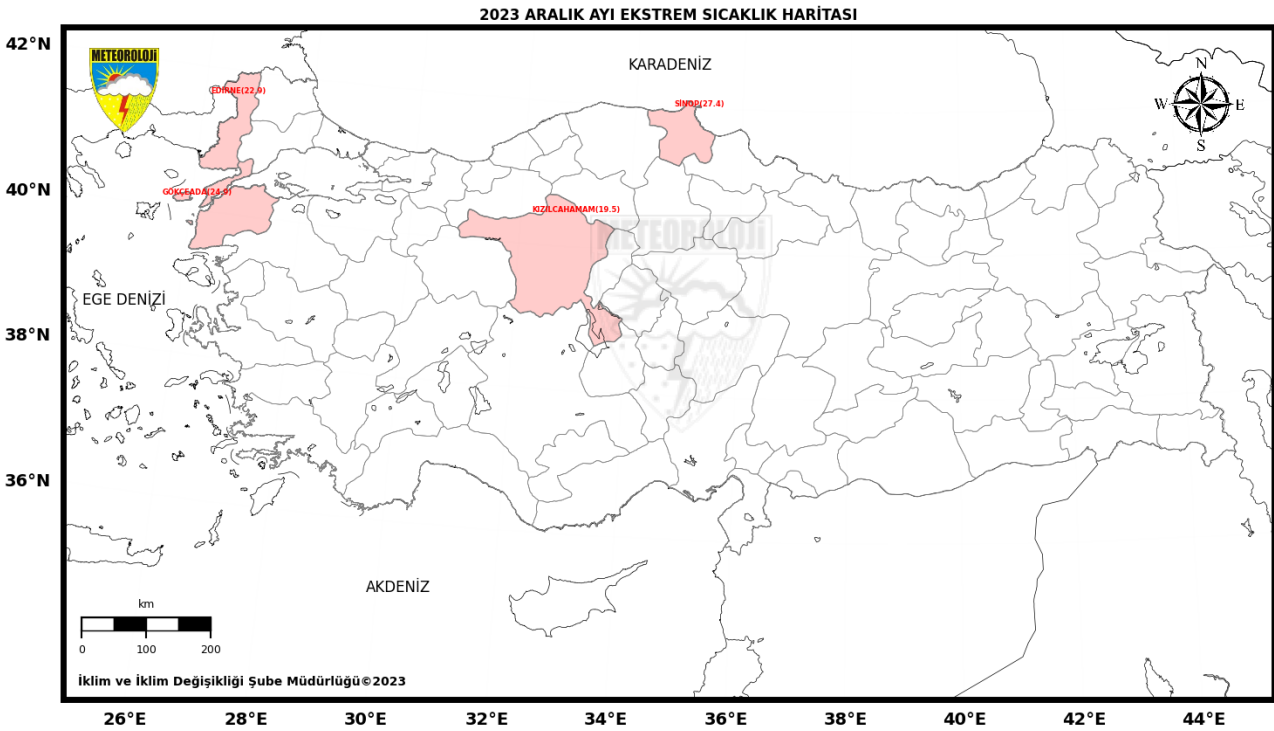 2023 ARALIK AYI EKSTREM SICAKLIK HARİTASI
42°N
40°N
38°N
36°N
METEOROLOJİ
KARADENİZ
N
W
E
S
EDİRNE(22.9)
SİNOP(27.4)
GÖKÇEADA(24.9)
KIZILCAHAMAM(19.5)
METEOROLOJİ
EGE DENİZİ
AKDENİZ
km
0 100 200
İklim ve İklim Değişikliği Şube Müdürlüğü©2023
26°E 28°E 30°E 32°E 34°E 36°E 38°E 40°E 42°E 44°E